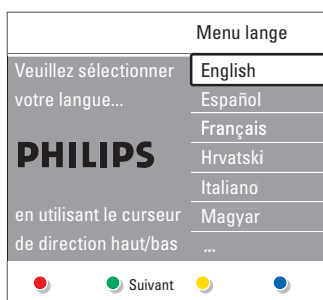 Menu lange
Veuillez sélectionner
votre langue...
PHILIPS
en utilisant le curseur
de direction haut/bas
English
Español
Français
Hrvatski
Italiano
Magyar
...
Suivant